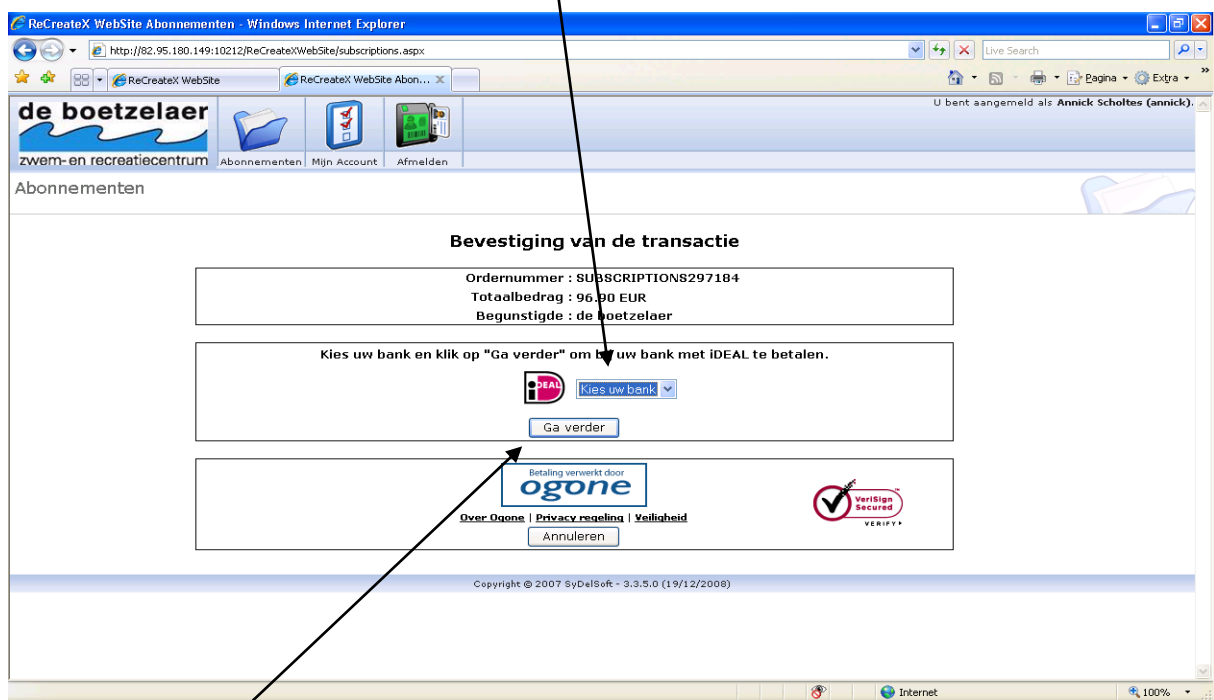 ReCreateX WebSite Abonnementen - Windows Internet Explorer
http://82.95.180.149:10212/ReCreateXWebSite/subscriptions.aspx
Live Search
ReCreateX WebSite
ReCreateX WebSite Abon...
Pagina
Extra
U bent aangemeld als Annick Scholtes (annick).
de boetzelaer
zwem- en recreatiecentrum
Abonnementen
Mijn Account
Afmelden
Abonnementen
Bevestiging van de transactie
Ordernummer : SUBSCRIPTIONS297184
Totaalbedrag : 96.90 EUR
Begunstigde : de boetzelaer
Kies uw bank en klik op "Ga verder" om bij uw bank met iDEAL te betalen.
iDEAL
Kies uw bank
Ga verder
Betaling verwerkt door
ogone
Over Ogone | Privacy regeling | Veiligheid
Annuleren
VeriSign
Secured
VERIFY
Copyright © 2007 SyDelSoft - 3.3.5.0 (19/12/2008)
Internet
100%